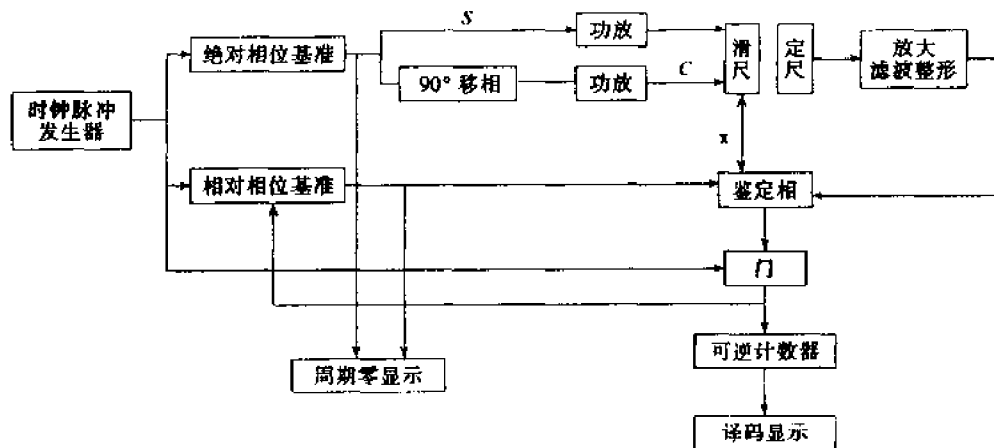 S
功放
绝对相位基准
滑
尺
定
尺
放大
滤波整形
90° 移相
功放
C
时钟脉冲
发生器
x
相对相位基准
鉴定相
门
可逆计数器
周期零显示
译码显示